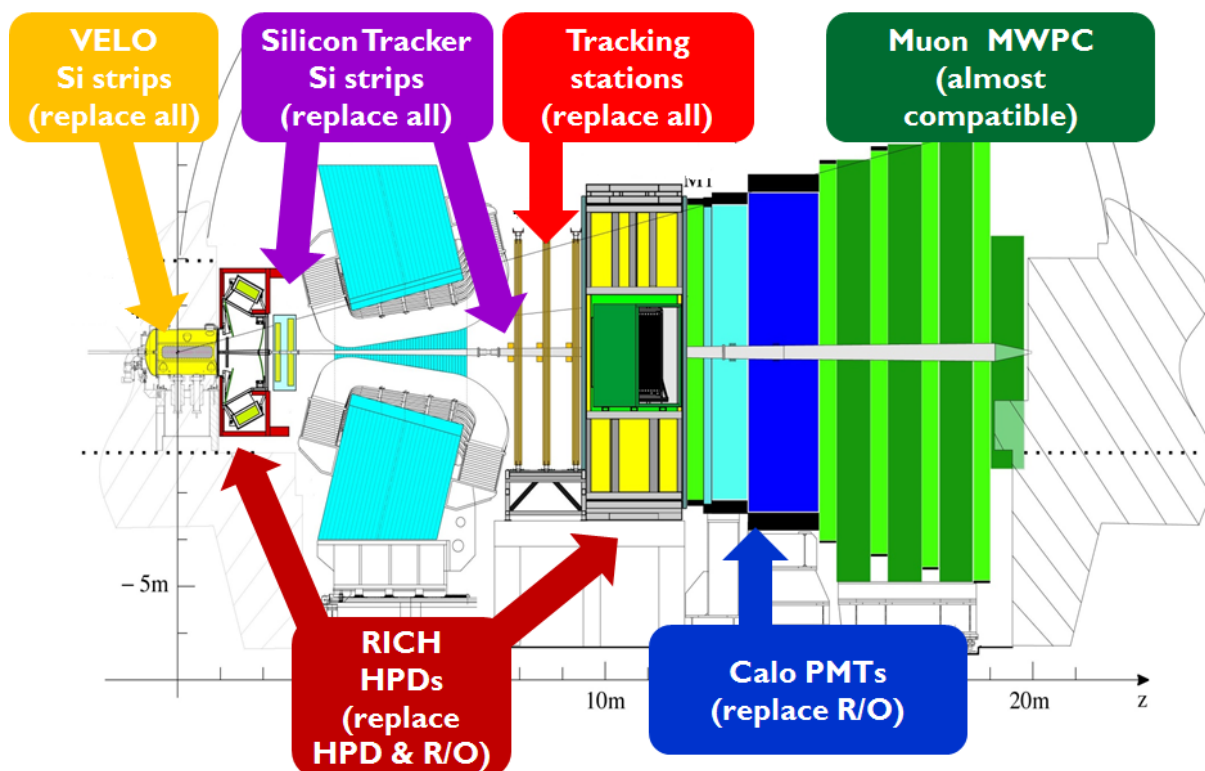 VELO
Si strips
(replace all)
Silicon Tracker
Si strips
(replace all)
Tracking
stations
(replace all)
Muon MWPC
(almost
compatible)
M1
– 5m
RICH
HPDs
(replace
HPD & R/O)
Calo PMTs
(replace R/O)
10m
20m
z